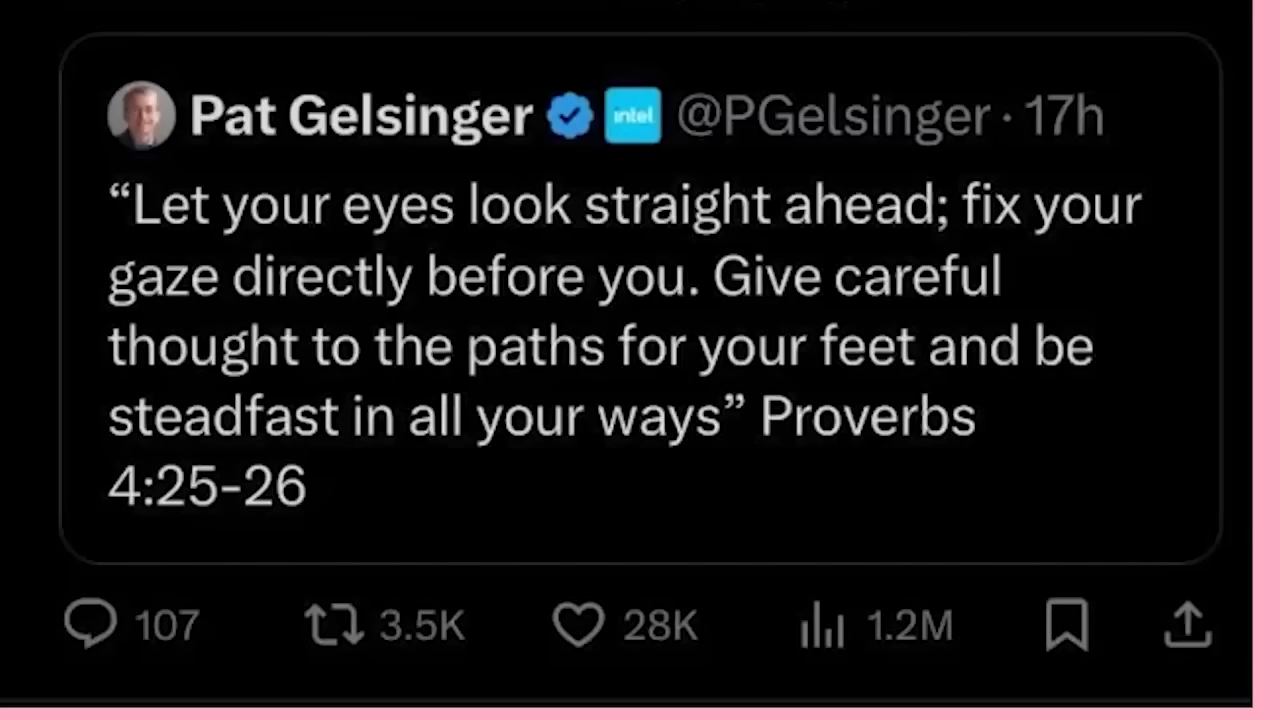 Pat Gelsinger intel @PGelsinger · 17h
“Let your eyes look straight ahead; fix your
gaze directly before you. Give careful
thought to the paths for your feet and be
steadfast in all your ways” Proverbs
4:25-26
107 3.5K 28K 1.2M